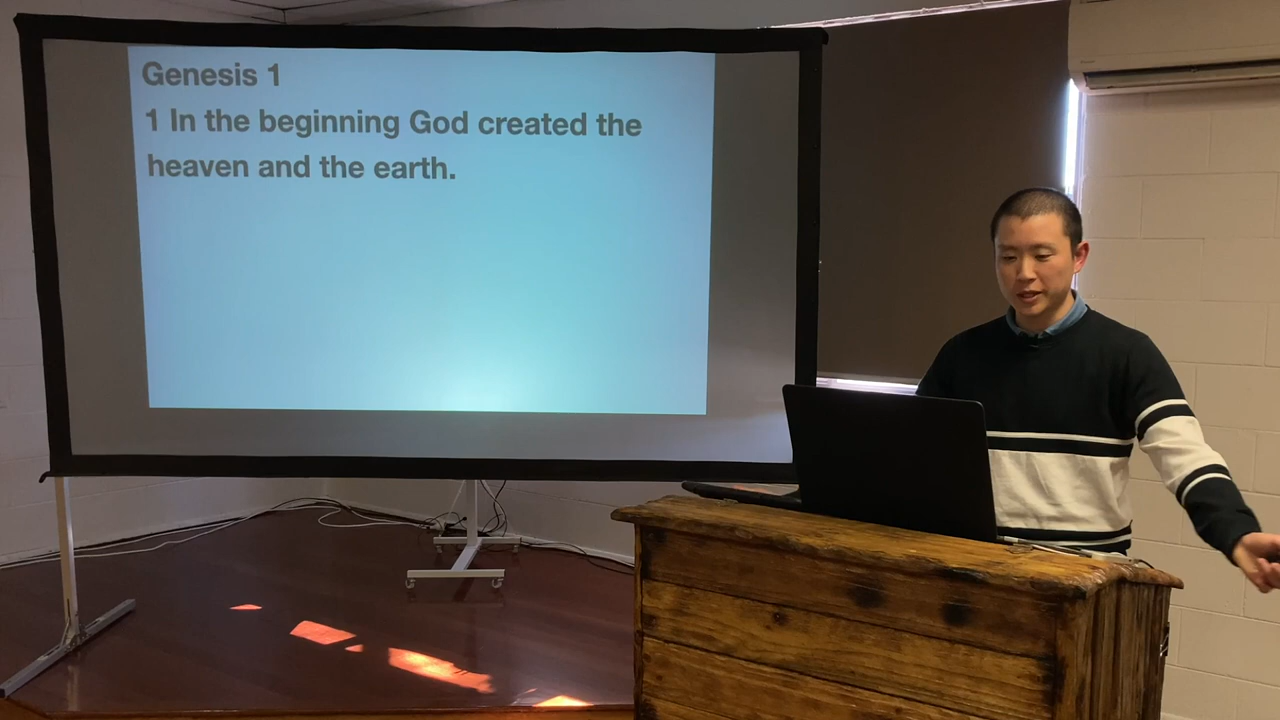 Genesis 1
1 In the beginning God created the
heaven and the earth.